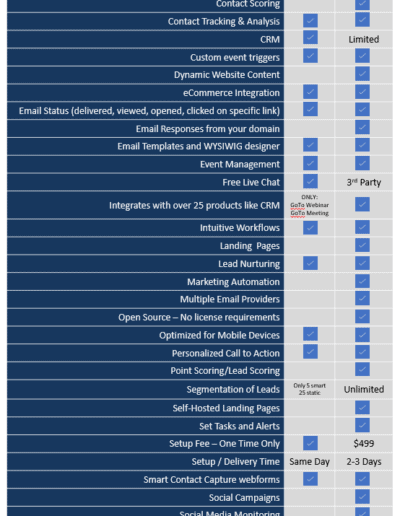 Contact Scoring
Contact Tracking & Analysis
CRM Limited
Custom event triggers
Dynamic Website Content
eCommerce Integration
Email Status (delivered, viewed, opened, clicked on specific link)
Email Responses from your domain
Email Templates and WYSIWIG designer
Event Management
Free Live Chat 3rd Party
ONLY:
Integrates with over 25 products like CRM GoTo Webinar
GoTo Meeting
Intuitive Workflows
Landing Pages
Lead Nurturing
Marketing Automation
Multiple Email Providers
Open Source – No license requirements
Optimized for Mobile Devices
Personalized Call to Action
Point Scoring/Lead Scoring
Segmentation of Leads Only 5 smart Unlimited
25 static
Self-Hosted Landing Pages
Set Tasks and Alerts
Setup Fee – One Time Only $499
Setup / Delivery Time Same Day 2-3 Days
Smart Contact Capture webforms
Social Campaigns
Social Media Monitoring